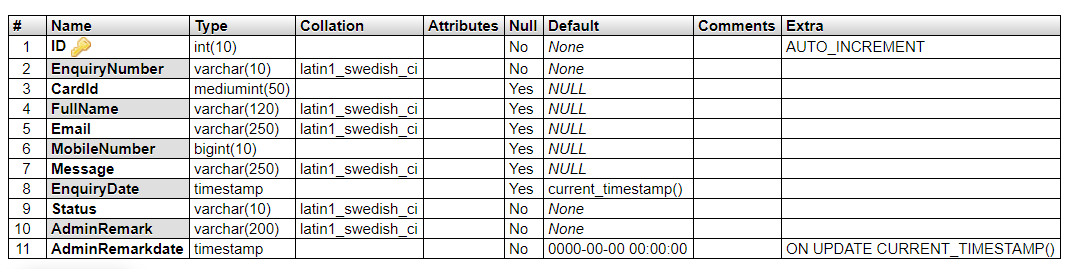 # Name Type Collation Attributes Null Default Comments Extra
1 ID int(10) No None AUTO_INCREMENT
2 EnquiryNumber varchar(10) latin1_swedish_ci No None
3 CardId mediumint(50) Yes NULL
4 FullName varchar(120) latin1_swedish_ci Yes NULL
5 Email varchar(250) latin1_swedish_ci Yes NULL
6 MobileNumber bigint(10) Yes NULL
7 Message varchar(250) latin1_swedish_ci Yes NULL
8 EnquiryDate timestamp Yes current_timestamp()
9 Status varchar(10) latin1_swedish_ci No None
10 AdminRemark varchar(200) latin1_swedish_ci No None
11 AdminRemarkdate timestamp No 0000-00-00 00:00:00 ON UPDATE CURRENT_TIMESTAMP()